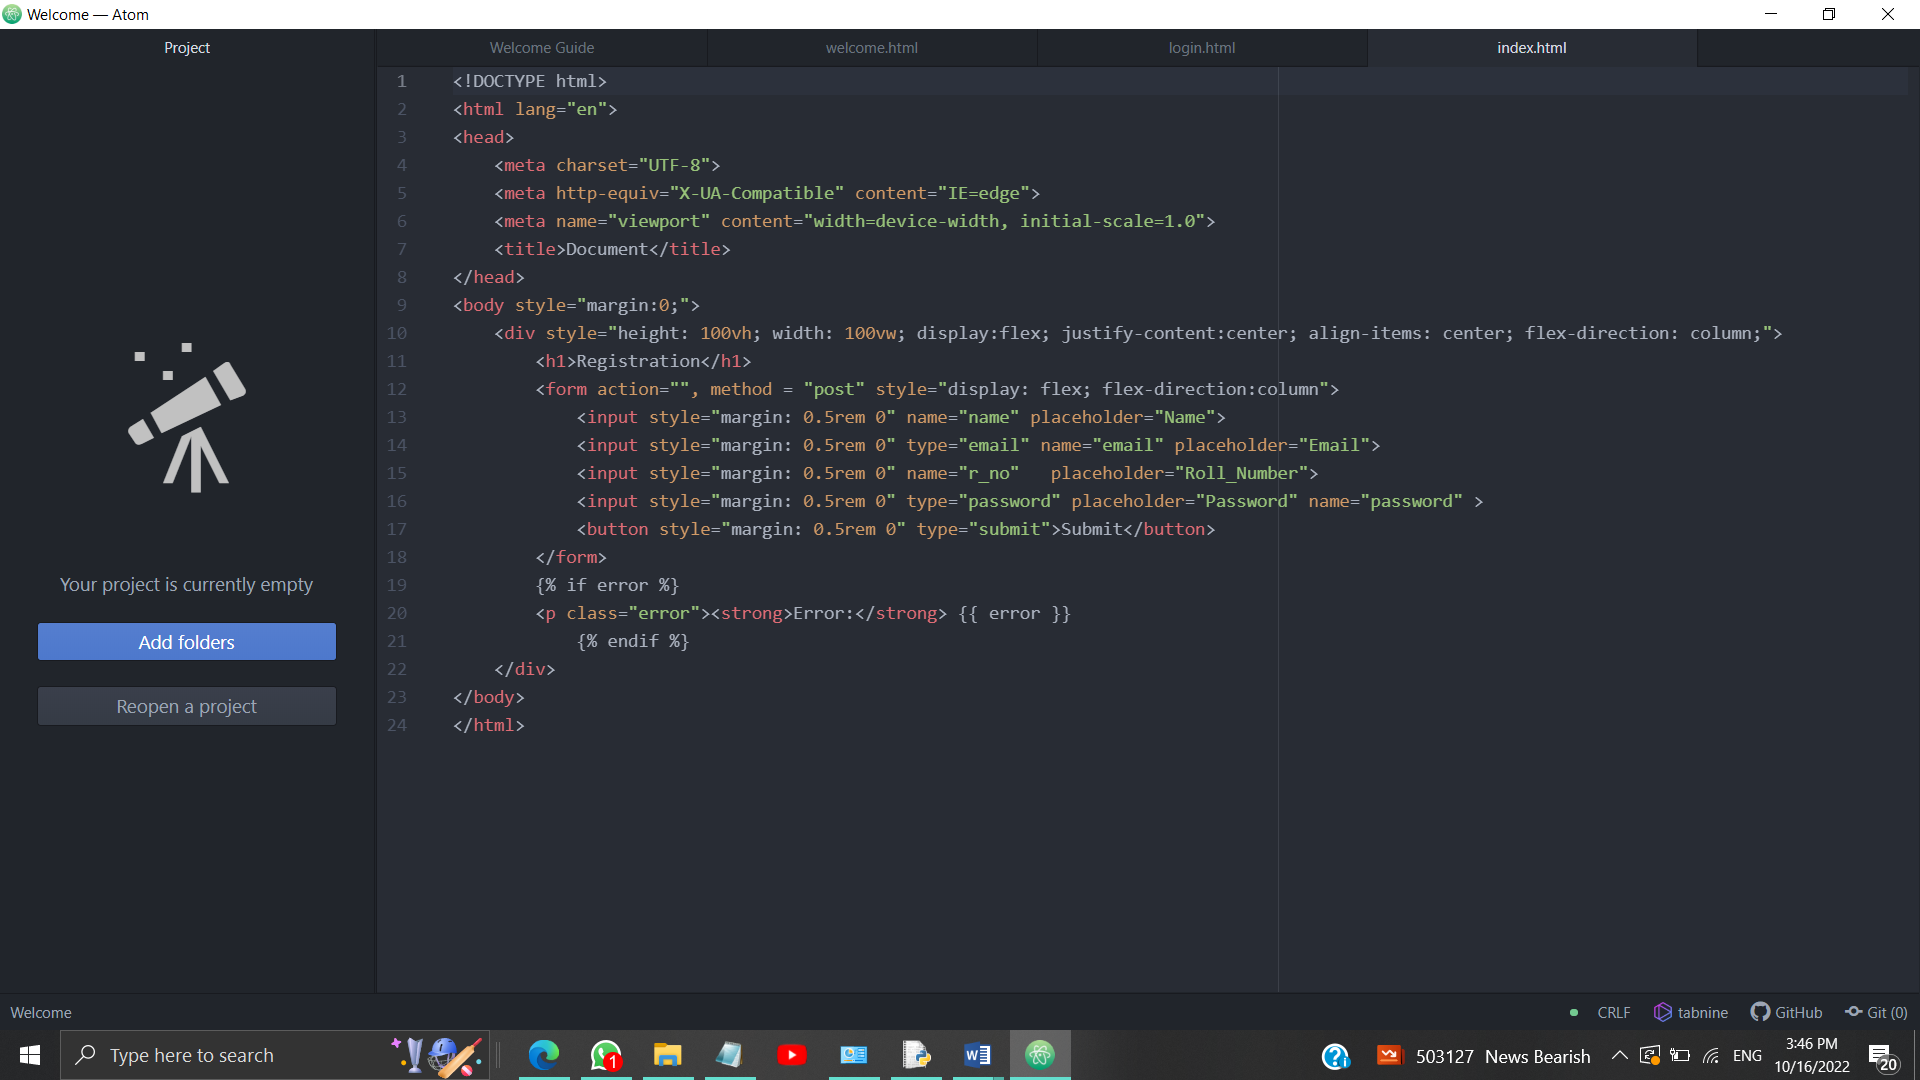 Welcome — Atom
Project
Welcome Guide
welcome.html
login.html
index.html
1 <!DOCTYPE html>
2 <html lang="en">
3 <head>
4 <meta charset="UTF-8">
5 <meta http-equiv="X-UA-Compatible" content="IE=edge">
6 <meta name="viewport" content="width=device-width, initial-scale=1.0">
7 <title>Document</title>
8 </head>
9 <body style="margin:0;">
10 <div style="height: 100vh; width: 100vw; display:flex; justify-content:center; align-items: center; flex-direction: column;">
11 <h1>Registration</h1>
12 <form action="", method = "post" style="display: flex; flex-direction:column">
13 <input style="margin: 0.5rem 0" name="name" placeholder="Name">
14 <input style="margin: 0.5rem 0" type="email" name="email" placeholder="Email">
15 <input style="margin: 0.5rem 0" name="r_no"   placeholder="Roll_Number">
16 <input style="margin: 0.5rem 0" type="password" placeholder="Password" name="password" >
17 <button style="margin: 0.5rem 0" type="submit">Submit</button>
18 </form>
19 {% if error %}
20 <p class="error"><strong>Error:</strong> {{ error }}
21 {% endif %}
22 </div>
23 </body>
24 </html>
Your project is currently empty
Add folders
Reopen a project
Welcome
CRLF
tabnine
GitHub
Git (0)
Type here to search
1
503127 News Bearish
ENG
3:46 PM
10/16/2022
20